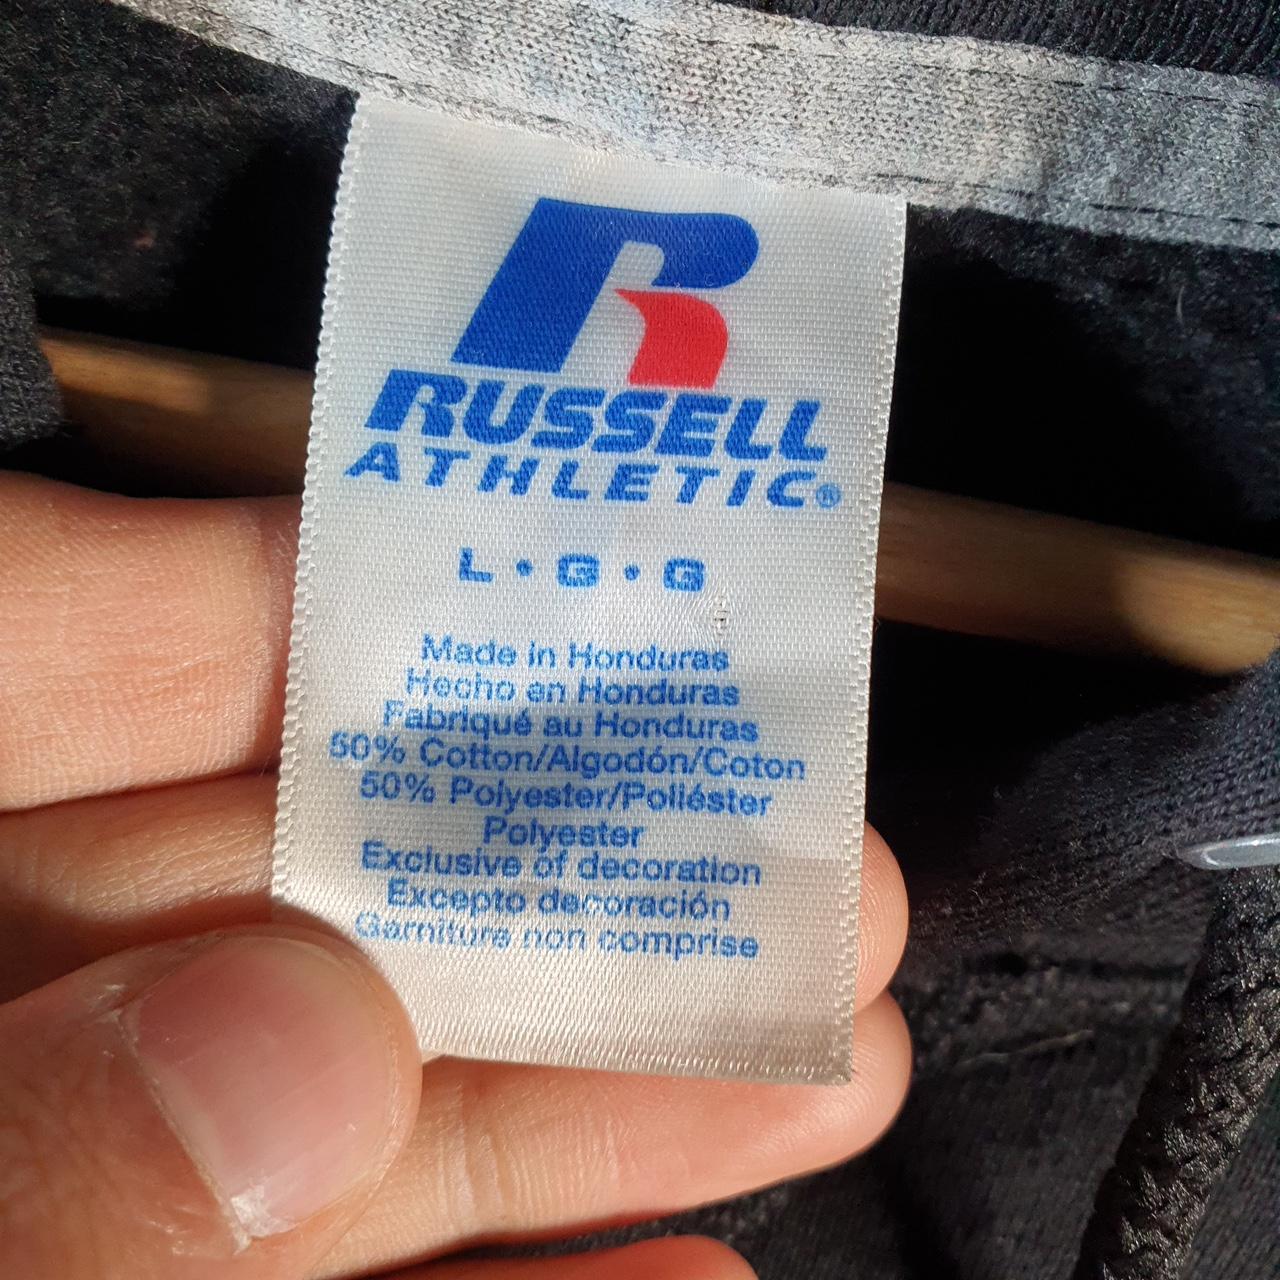 R
RUSSELL
ATHLETIC®
L • G • G
Made in Honduras
Hecho en Honduras
Fabriqué au Honduras
50% Cotton/Algodón/Coton
50% Polyester/Poliéster
Polyester
Exclusive of decoration
Excepto decoración
Garniture non comprise